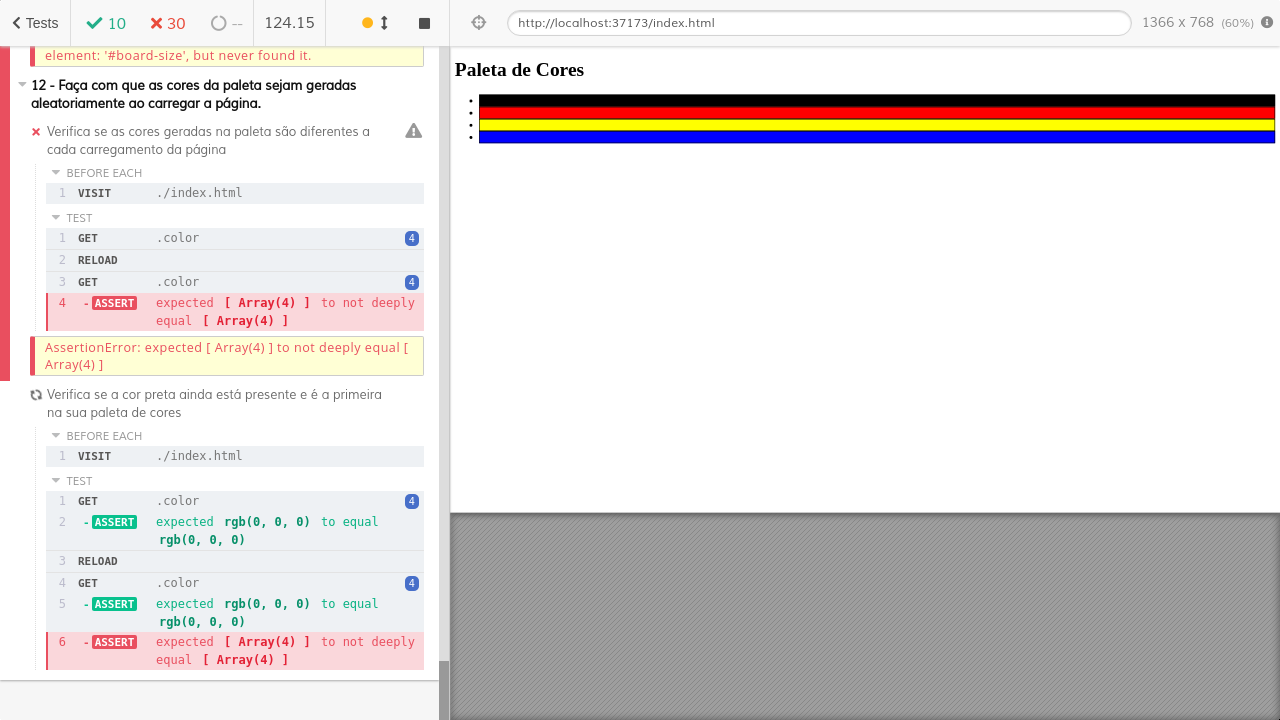 Tests
10
30
--
124.15
http://localhost:37173/index.html
1366 x 768 (60%)
element: '#board-size', but never found it.
12 - Faça com que as cores da paleta sejam geradas
aleatoriamente ao carregar a página.
Verifica se as cores geradas na paleta são diferentes a
cada carregamento da página
BEFORE EACH
1 VISIT ./index.html
TEST
1 GET .color 4
2 RELOAD
3 GET .color 4
4 -ASSERT expected [ Array(4) ] to not deeply
equal [ Array(4) ]
AssertionError: expected [ Array(4) ] to not deeply equal [
Array(4) ]
Verifica se a cor preta ainda está presente e é a primeira
na sua paleta de cores
BEFORE EACH
1 VISIT ./index.html
TEST
1 GET .color 4
2 -ASSERT expected rgb(0, 0, 0) to equal
rgb(0, 0, 0)
3 RELOAD
4 GET .color 4
5 -ASSERT expected rgb(0, 0, 0) to equal
rgb(0, 0, 0)
6 -ASSERT expected [ Array(4) ] to not deeply
equal [ Array(4) ]
Paleta de Cores